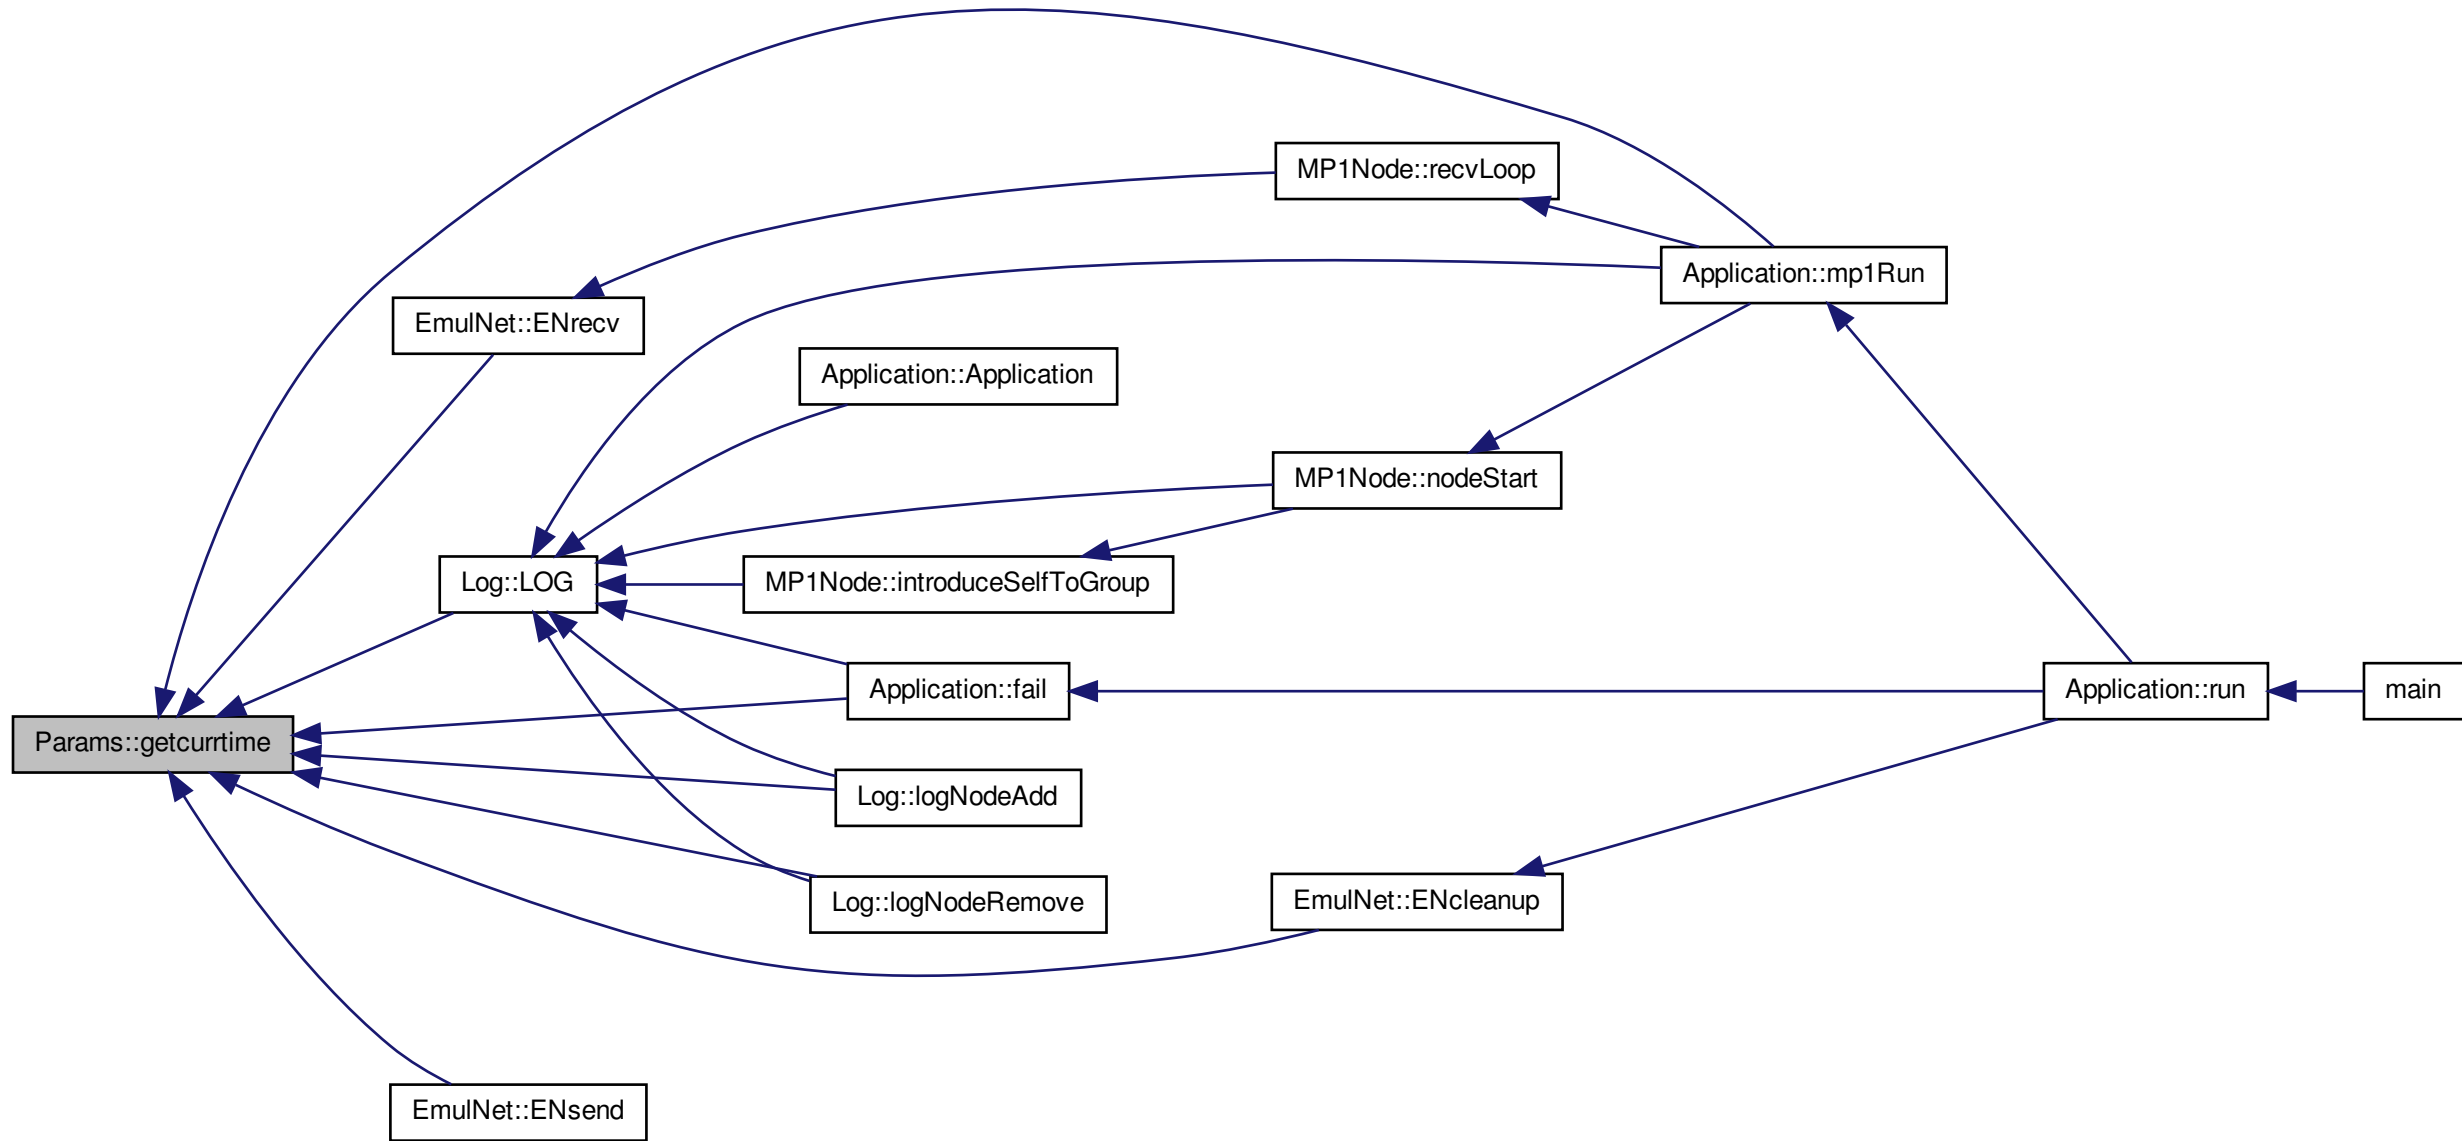 MP1Node::recvLoop
Application::mp1Run
EmulNet::ENrecv
Application::Application
MP1Node::nodeStart
Log::LOG
MP1Node::introduceSelfToGroup
Application::fail
Application::run
main
Params::getcurrtime
Log::logNodeAdd
Log::logNodeRemove
EmulNet::ENcleanup
EmulNet::ENsend